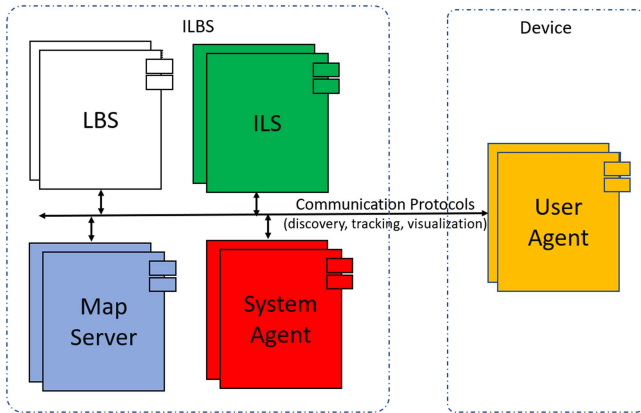 ILBS
Device
LBS
ILS
Communication Protocols
(discovery, tracking, visualization)
User
Agent
Map
Server
System
Agent